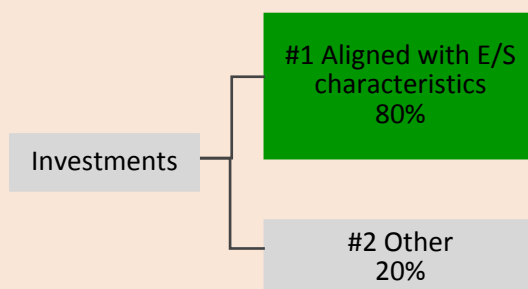 #1 Aligned with E/S
characteristics
80%
Investments
#2 Other
20%